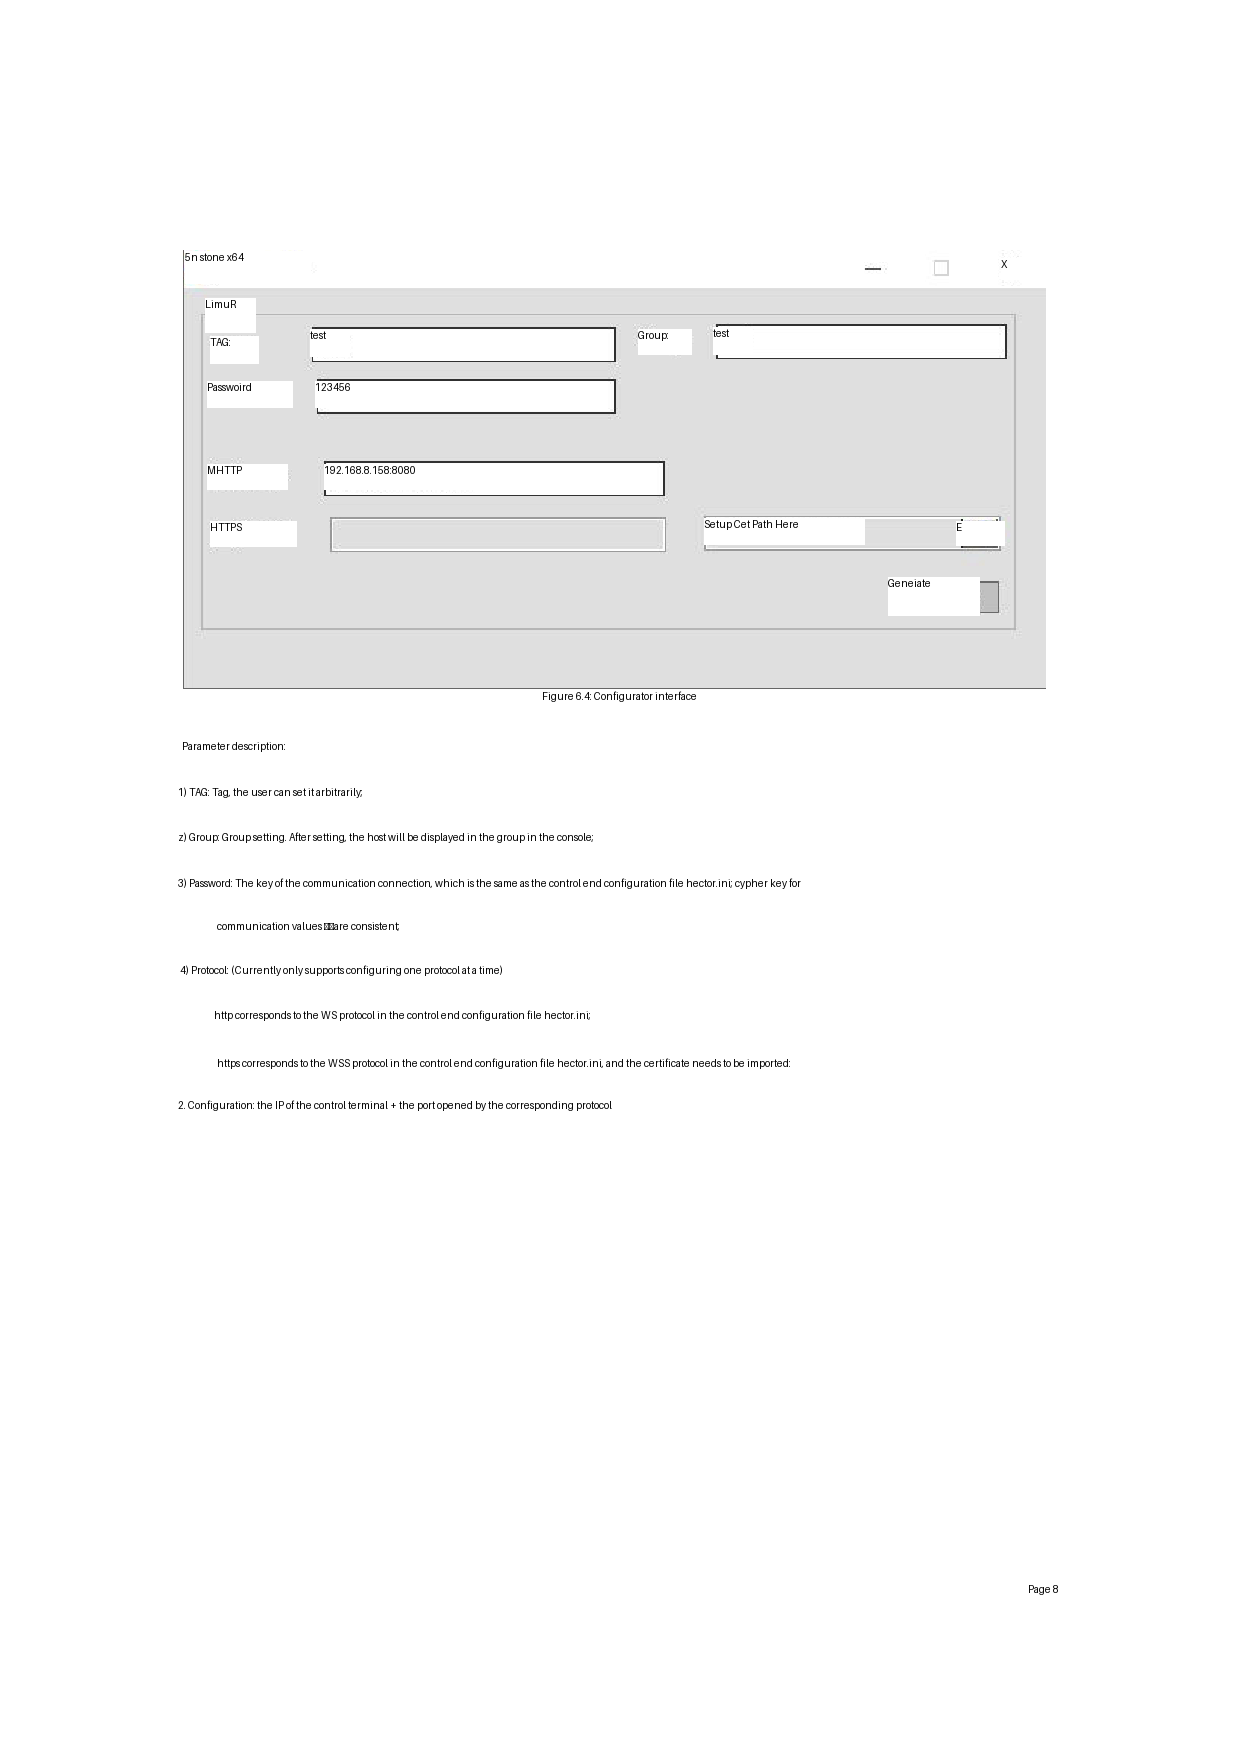 5n stone x64
X
LimuR
TAG:
test
Group:
test
Passwoird
123456
MHTTP
192.168.8.158:8080
HTTPS
Setup Cet Path Here
E
Geneiate
Figure 6.4: Configurator interface
Parameter description:
1) TAG: Tag, the user can set it arbitrarily;
z) Group: Group setting. After setting, the host will be displayed in the group in the console;
3) Password: The key of the communication connection, which is the same as the control end configuration file hector.ini; cypher key for
communication values are consistent;
4) Protocol: (Currently only supports configuring one protocol at a time)
http corresponds to the WS protocol in the control end configuration file hector.ini;
https corresponds to the WSS protocol in the control end configuration file hector.ini, and the certificate needs to be imported:
2. Configuration: the IP of the control terminal + the port opened by the corresponding protocol
Page 8